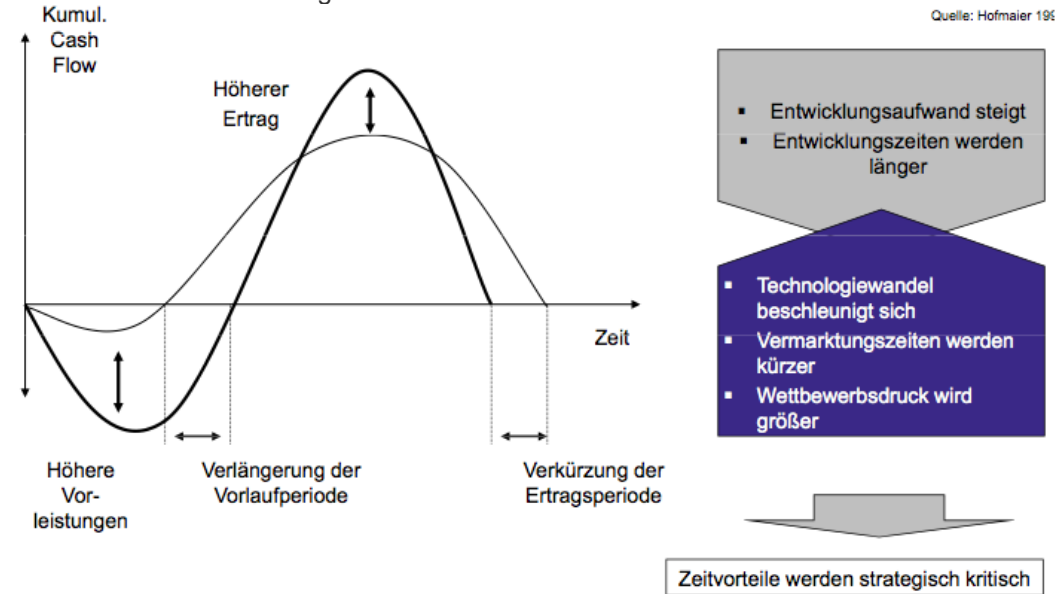 Kumul.
Cash
Flow
Quelle: Hofmaier 199
Höherer
Ertrag
Zeit
Höhere
Vor-
leistungen
Verlängerung der
Vorlaufperiode
Verkürzung der
Ertragsperiode
▪ Entwicklungsaufwand steigt
▪ Entwicklungszeiten werden
länger
▪ Technologiewandel
beschleunigt sich
▪ Vermarktungszeiten werden
kürzer
▪ Wettbewerbsdruck wird
größer
Zeitvorteile werden strategisch kritisch